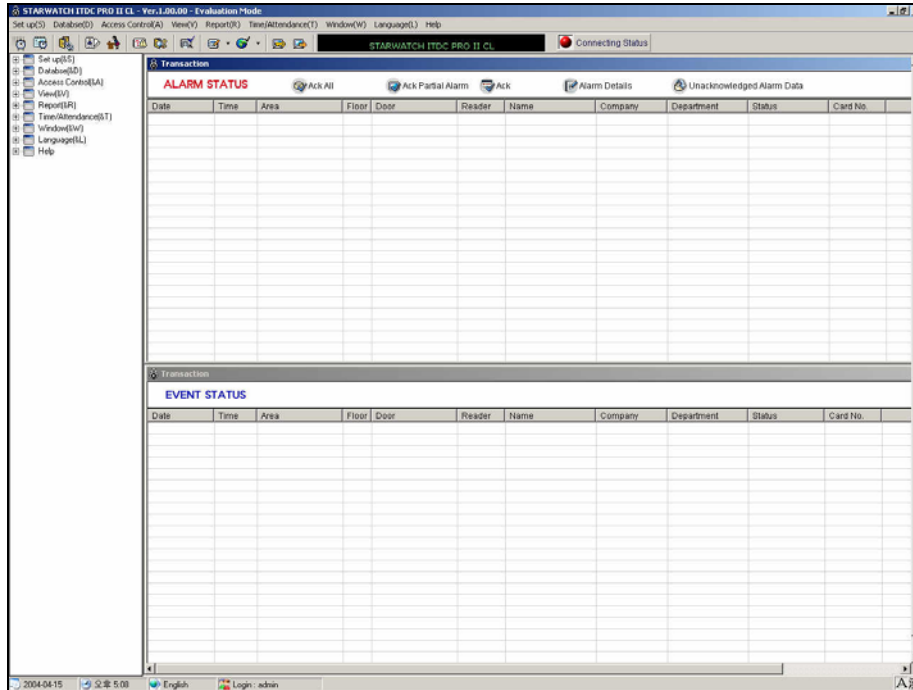 STARWATCH ITDC PRO II CL - Ver.1.00.00 - Evaluation Mode
Set up(S) Databse(D) Access Control(A) View(V) Report(R) Time/Attendance(T) Window(W) Language(L) Help
STARWATCH ITDC PRO II CL Connecting Status
Set up(&S)
Databse(&D)
Access Control(&A)
View(&V)
Report(&R)
Time/Attendance(&T)
Window(&W)
Language(&L)
Help
Transaction
ALARM STATUS Ack All Ack Partial Alarm Ack Alarm Details Unacknowledged Alarm Data
Date Time Area Floor Door Reader Name Company Department Status Card No.
Transaction
EVENT STATUS
Date Time Area Floor Door Reader Name Company Department Status Card No.
2004-04-15 오후 5:08 English Login : admin